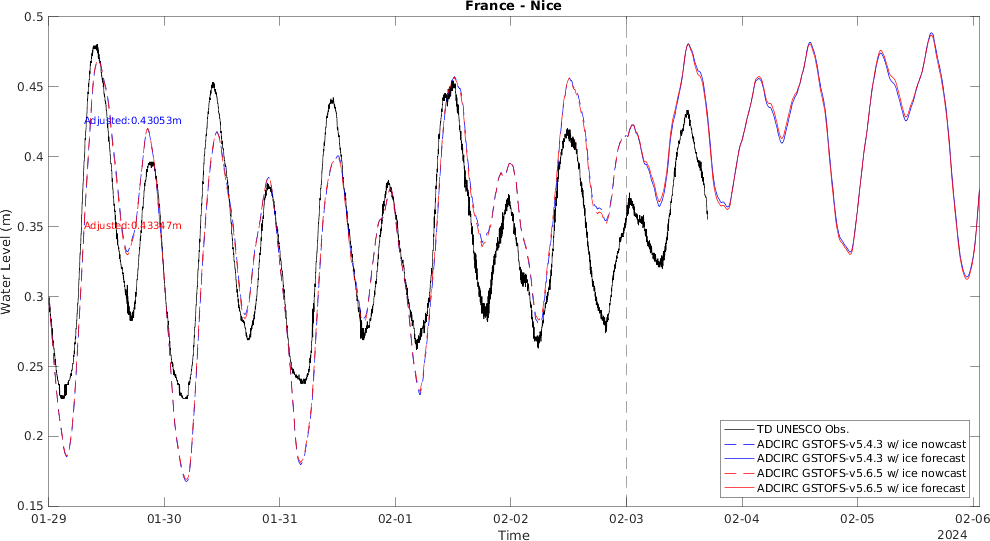 France - Nice
0.5
0.45
0.4
0.35
0.3
0.25
0.2
0.15
Water Level (m)
Adjusted:0.43053m
Adjusted:0.43347m
TD UNESCO Obs.
ADCIRC GSTOFS-v5.4.3 w/ ice nowcast
ADCIRC GSTOFS-v5.4.3 w/ ice forecast
ADCIRC GSTOFS-v5.6.5 w/ ice nowcast
ADCIRC GSTOFS-v5.6.5 w/ ice forecast
01-29 01-30 01-31 02-01 02-02 02-03 02-04 02-05 02-06
Time
2024